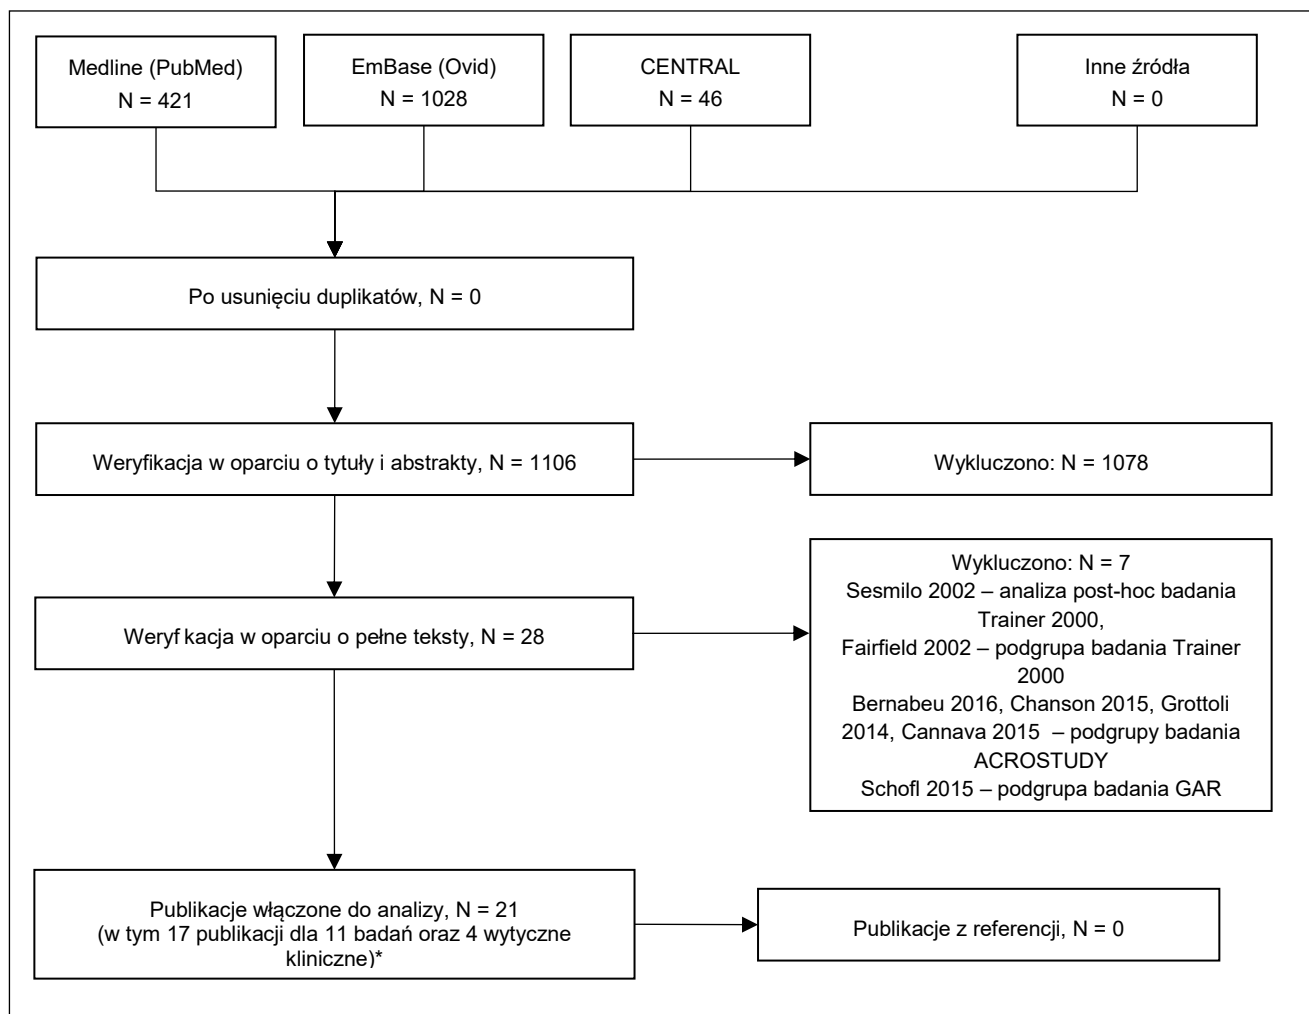 Medline (PubMed)
N = 421
EmBase (Ovid)
N = 1028
CENTRAL
N = 46
Inne źródła
N = 0
Po usunięciu duplikatów, N = 0
Weryfikacja w oparciu o tytuły i abstrakty, N = 1106
Wykluczono: N = 1078
Weryf kacja w oparciu o pełne teksty, N = 28
Wykluczono: N = 7
Sesmilo 2002 – analiza post-hoc badania
Trainer 2000,
Fairfield 2002 – podgrupa badania Trainer
2000
Bernabeu 2016, Chanson 2015, Grottoli
2014, Cannava 2015 – podgrupy badania
ACROSTUDY
Schofl 2015 – podgrupa badania GAR
Publikacje włączone do analizy, N = 21
(w tym 17 publikacji dla 11 badań oraz 4 wytyczne
kliniczne)*
Publikacje z referencji, N = 0